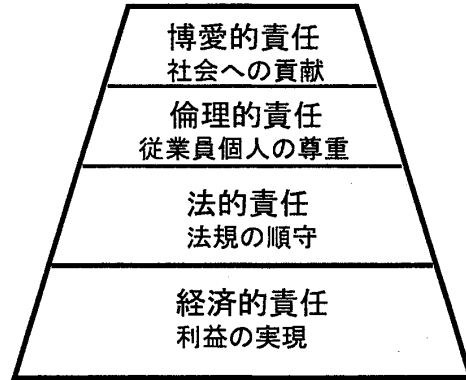 博愛的責任
社会への貢献
倫理的責任
従業員個人の尊重
法的責任
法規の順守
経済的責任
利益の実現